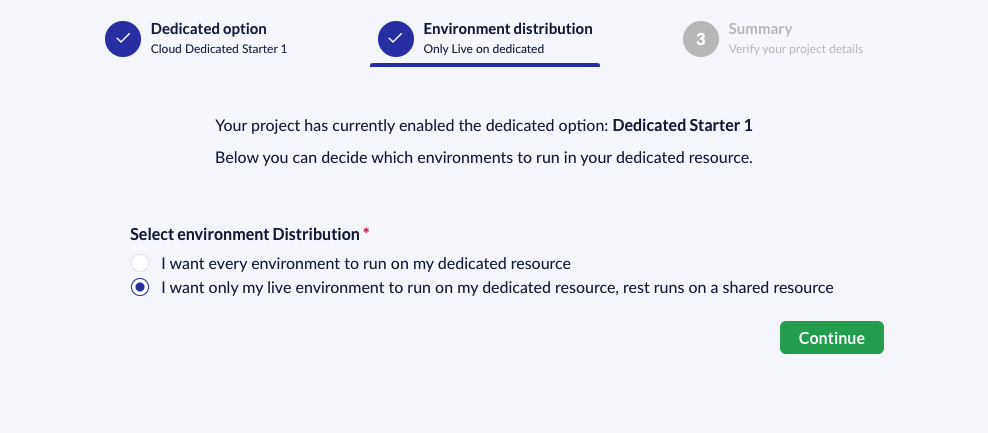 Dedicated option
Cloud Dedicated Starter 1
Environment distribution
Only Live on dedicated
3
Summary
Verify your project details
Your project has currently enabled the dedicated option: Dedicated Starter 1
Below you can decide which environments to run in your dedicated resource.
Select environment Distribution *
I want every environment to run on my dedicated resource
I want only my live environment to run on my dedicated resource, rest runs on a shared resource
Continue